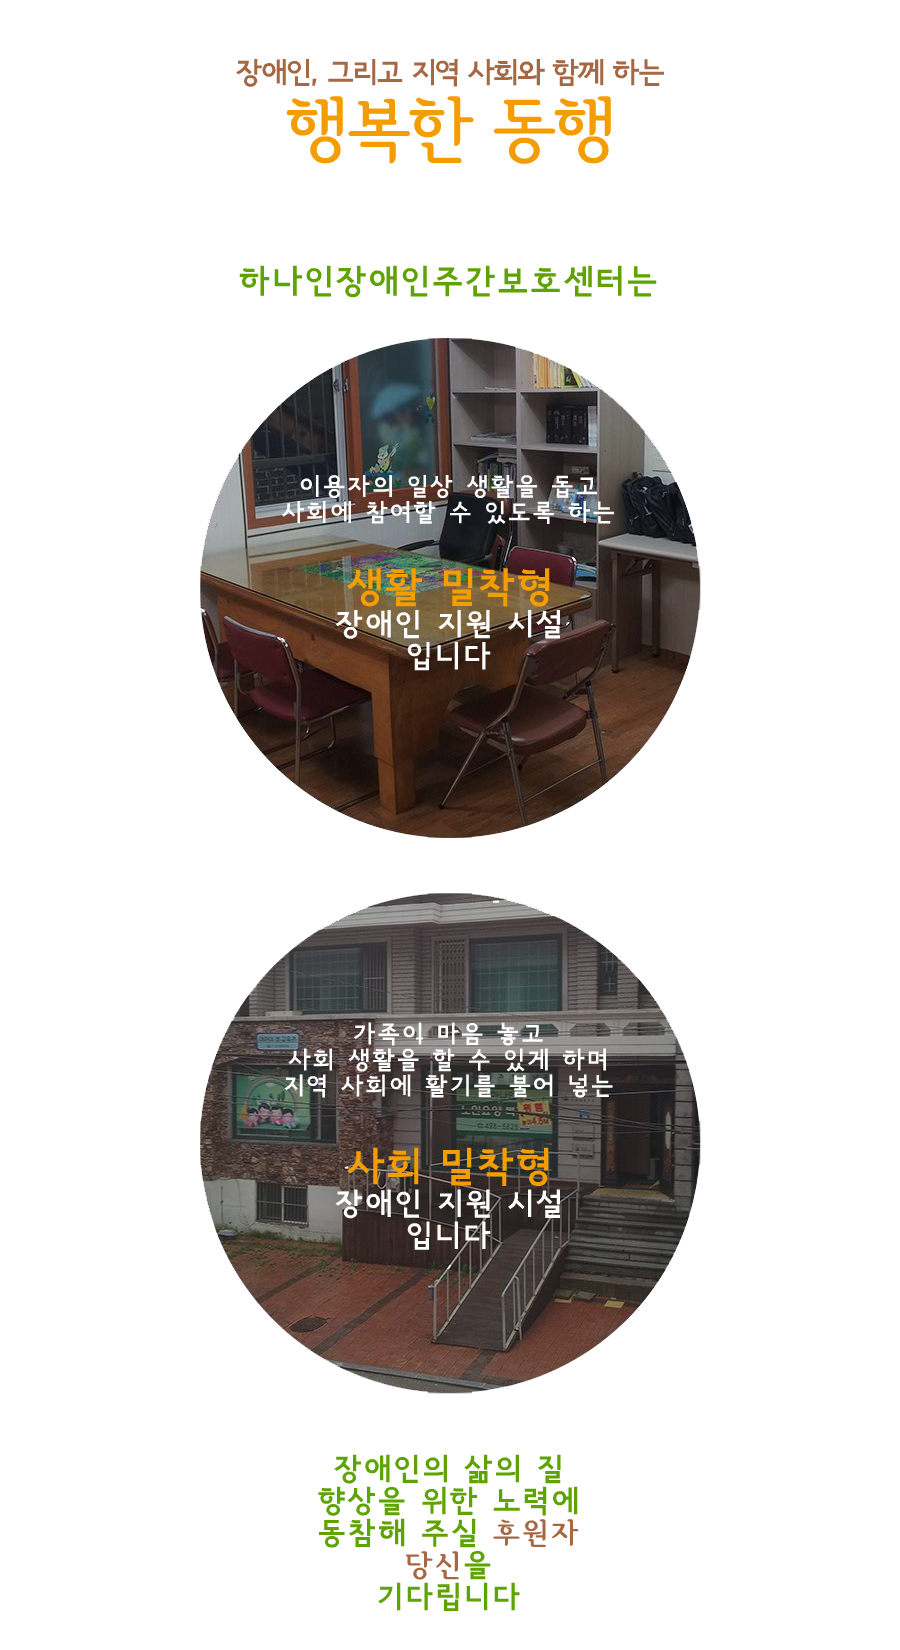 장애인, 그리고 지역 사회와 함께 하는
행복한 동행
하나인장애인주간보호센터는
이용자의 일상 생활을 돕고
사회에 참여할 수 있도록 하는
생활 밀착형
장애인 지원 시설
입니다
가족이 마음 놓고
사회 생활을 할 수 있게 하며
지역 사회에 활기를 불어 넣는
노인요양
위험
사회 밀착형
장애인 지원 시설
입니다
장애인의 삶의 질
향상을 위한 노력에
동참해 주실 후원자
당신을
기다립니다